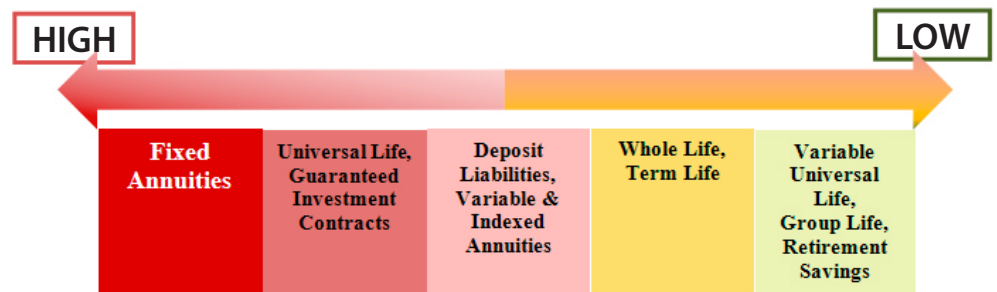 HIGH
LOW
Fixed
Annuities
Universal Life,
Guaranteed
Investment
Contracts
Deposit
Liabilities,
Variable &
Indexed
Annuities
Whole Life,
Term Life
Variable
Universal
Life,
Group Life,
Retirement
Savings